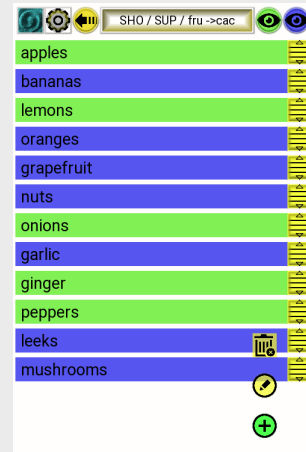 SHO / SUP / fru ->cac
apples
bananas
lemons
oranges
grapefruit
nuts
onions
garlic
ginger
peppers
leeks
mushrooms